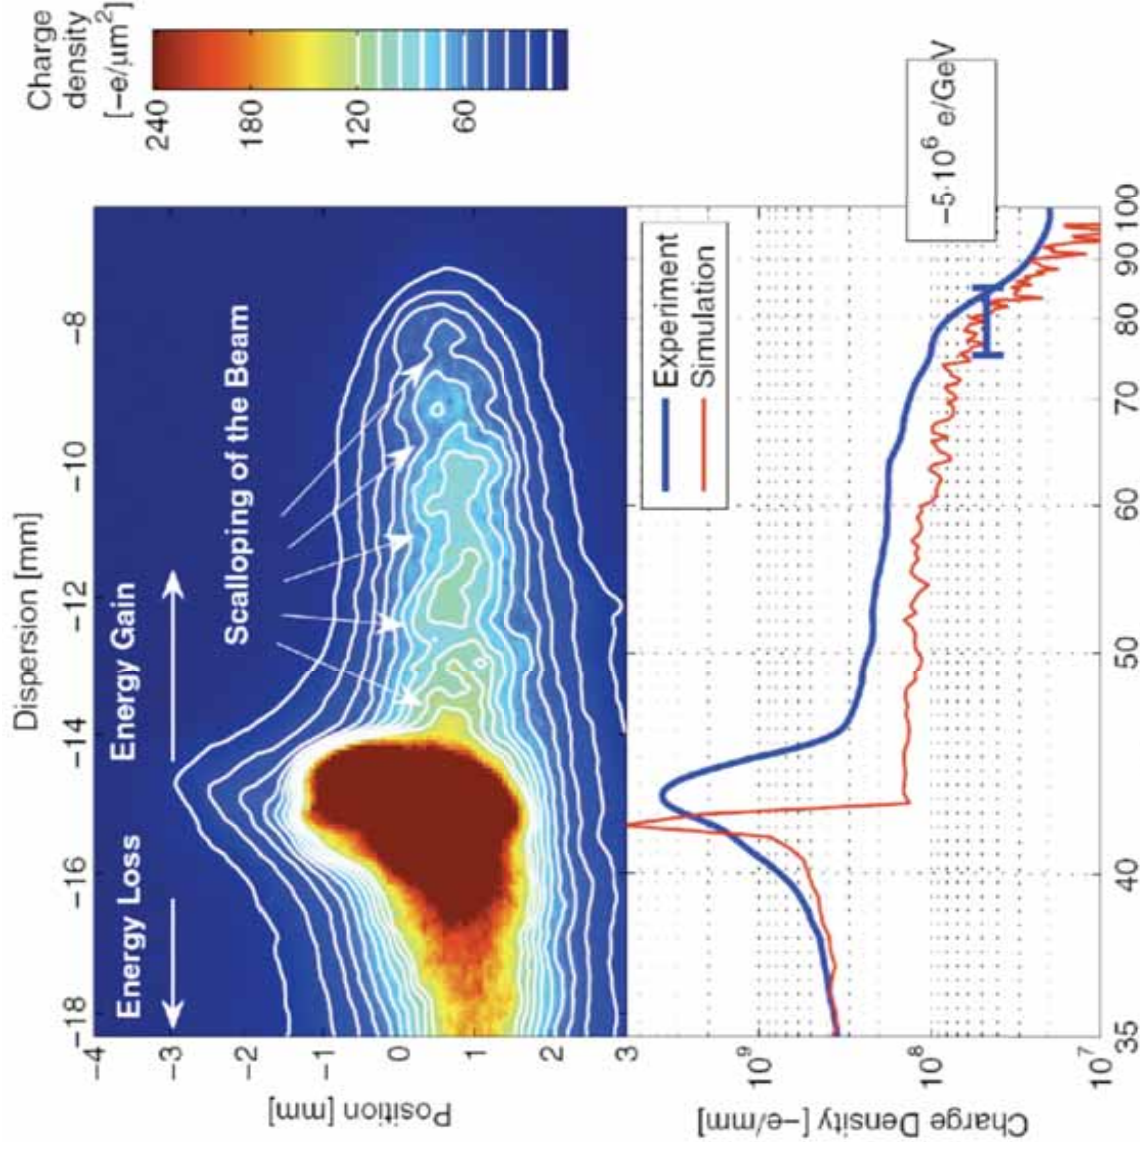 Dispersion [mm]
−18
−16
−14
−12
−10
−8
Energy Loss
Energy Gain
Scalloping of the Beam
−4
−3
−2
−1
0
1
2
3
Position [mm]
Charge
density
[−e/μm²]
240
180
120
60
Experiment
Simulation
−5·10⁶ e/GeV
10⁹
10⁸
10⁷
Charge Density [−e/mm]
35
40
50
60
70
80
90
100